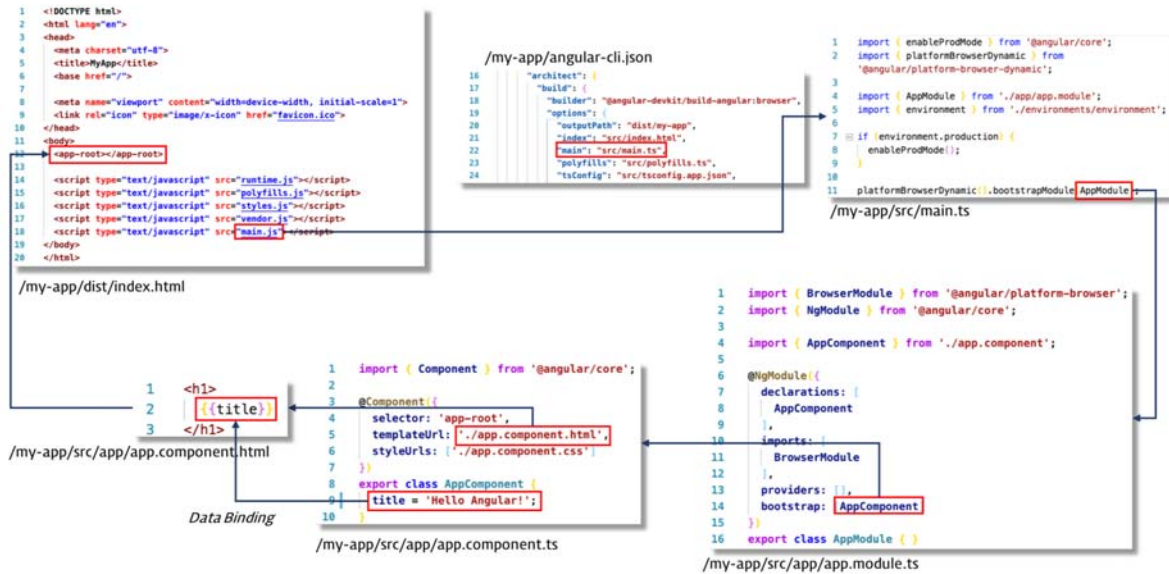 1 <!DOCTYPE html>
2 <html lang="en">
3 <head>
4 <meta charset="utf-8">
5 <title>MyApp</title>
6 <base href="/">
7
8 <meta name="viewport" content="width=device-width, initial-scale=1">
9 <link rel="icon" type="image/x-icon" href="favicon.ico">
10 </head>
11 <body>
12 <app-root></app-root>
13
14 <script type="text/javascript" src="runtime.js"></script>
15 <script type="text/javascript" src="polyfills.js"></script>
16 <script type="text/javascript" src="styles.js"></script>
17 <script type="text/javascript" src="vendor.js"></script>
18 <script type="text/javascript" src="main.js"></script>
19 </body>
20 </html>
/my-app/dist/index.html
/my-app/angular-cli.json
16 "architect": {
17 "build": {
18 "builder": "@angular-devkit/build-angular:browser",
19 "options": {
20 "outputPath": "dist/my-app",
21 "index": "src/index.html",
22 "main": "src/main.ts",
23 "polyfills": "src/polyfills.ts",
24 "tsConfig": "src/tsconfig.app.json",
1 import { enableProdMode } from '@angular/core';
2 import { platformBrowserDynamic } from
'@angular/platform-browser-dynamic';
3
4 import { AppModule } from './app/app.module';
5 import { environment } from './environments/environment';
6
7 if (environment.production) {
8 enableProdMode();
9 }
10
11 platformBrowserDynamic().bootstrapModule(AppModule)
/my-app/src/main.ts
1 <h1>
2 {{title}}
3 </h1>
/my-app/src/app/app.component.html
Data Binding
1 import { Component } from '@angular/core';
2
3 @Component({
4 selector: 'app-root',
5 templateUrl: './app.component.html',
6 styleUrls: ['./app.component.css']
7 })
8 export class AppComponent {
9 title = 'Hello Angular!';
10 }
/my-app/src/app/app.component.ts
1 import { BrowserModule } from '@angular/platform-browser';
2 import { NgModule } from '@angular/core';
3
4 import { AppComponent } from './app.component';
5
6 @NgModule({
7 declarations: [
8 AppComponent
9 ],
10 imports: [
11 BrowserModule
12 ],
13 providers: [],
14 bootstrap: [AppComponent]
15 })
16 export class AppModule { }
/my-app/src/app/app.module.ts